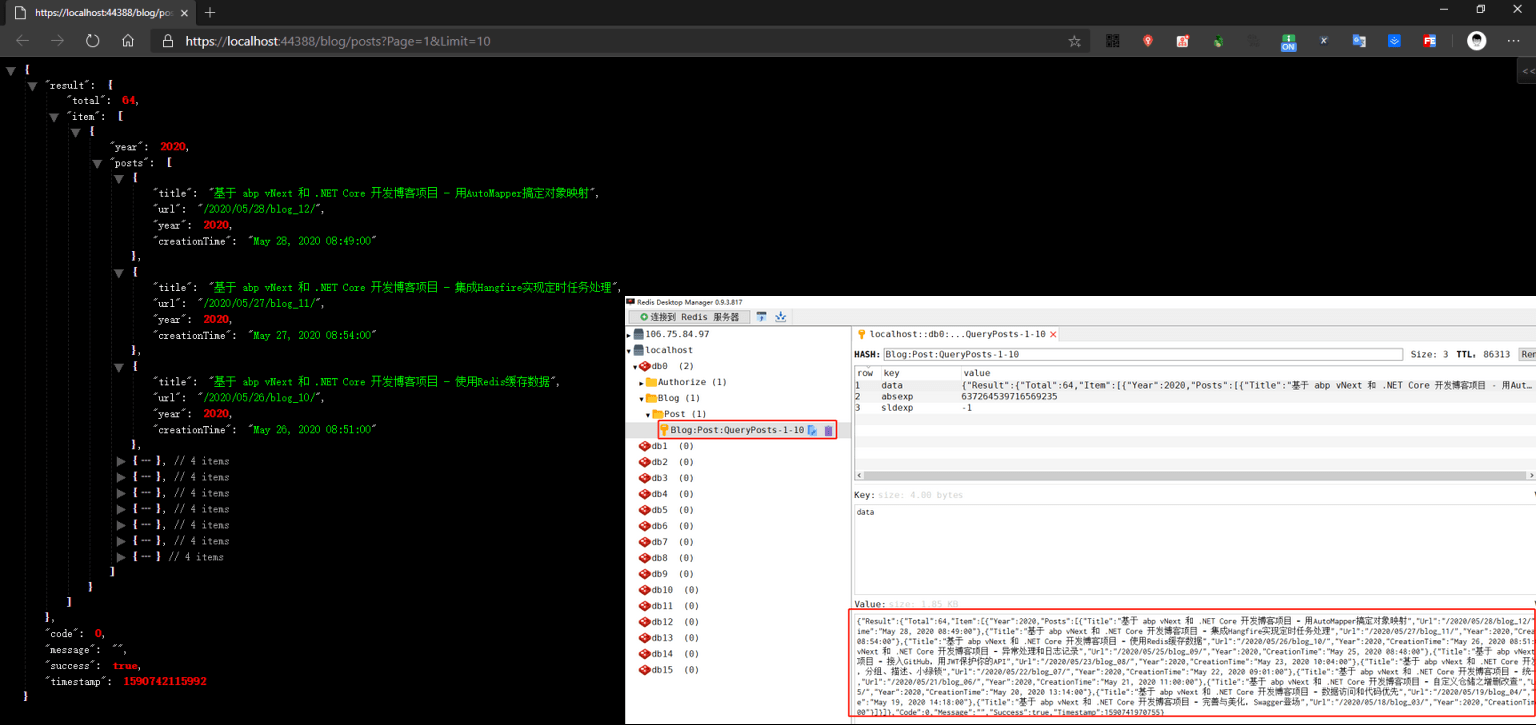 https://localhost:44388/blog/po
https://localhost:44388/blog/posts?Page=1&Limit=10
ON
FE
{
"result": {
"total": 64,
"item": [
{
"year": 2020,
"posts": [
{
"title": "基于 abp vNext 和 .NET Core 开发博客项目 - 用AutoMapper搞定对象映射",
"url": "/2020/05/28/blog_12/",
"year": 2020,
"creationTime": "May 28, 2020 08:49:00"
},
{
"title": "基于 abp vNext 和 .NET Core 开发博客项目 - 集成Hangfire实现定时任务处理",
"url": "/2020/05/27/blog_11/",
"year": 2020,
"creationTime": "May 27, 2020 08:54:00"
},
{
"title": "基于 abp vNext 和 .NET Core 开发博客项目 - 使用Redis缓存数据",
"url": "/2020/05/26/blog_10/",
"year": 2020,
"creationTime": "May 26, 2020 08:51:00"
},
{ … }, // 4 items
{ … }, // 4 items
{ … }, // 4 items
{ … }, // 4 items
{ … }, // 4 items
{ … }, // 4 items
{ … } // 4 items
]
}
]
},
"code": 0,
"message": "",
"success": true,
"timestamp": 1590742115992
}
Redis Desktop Manager 0.9.3.817
连接到 Redis 服务器
106.75.84.97
localhost
db0 (2)
Authorize (1)
Blog (1)
Post (1)
Blog:Post:QueryPosts-1-10
db1 (0)
db2 (0)
db3 (0)
db4 (0)
db5 (0)
db6 (0)
db7 (0)
db8 (0)
db9 (0)
db10 (0)
db11 (0)
db12 (0)
db13 (0)
db14 (0)
db15 (0)
localhost::db0:...QueryPosts-1-10
HASH: Blog:Post:QueryPosts-1-10 Size: 3 TTL: 86313 Ren
row key value
1 data {"Result":{"Total":64,"Item":[{"Year":2020,"Posts":[{"Title":"基于 abp vNext 和 .NET Core 开发博客项目 - 用Aut...
2 absexp 637264539716569235
3 sldexp -1
Key: size: 4.00 bytes
data
Value: size: 1.85 KB
{"Result":{"Total":64,"Item":[{"Year":2020,"Posts":[{"Title":"基于 abp vNext 和 .NET Core 开发博客项目 - 用AutoMapper搞定对象映射","Url":"/2020/05/28/blog_12/"
ime":"May 28, 2020 08:49:00"},{"Title":"基于 abp vNext 和 .NET Core 开发博客项目 - 集成Hangfire实现定时任务处理","Url":"/2020/05/27/blog_11/","Year":2020,"Crea
08:54:00"},{"Title":"基于 abp vNext 和 .NET Core 开发博客项目 - 使用Redis缓存数据","Url":"/2020/05/26/blog_10/","Year":2020,"CreationTime":"May 26, 2020 08:51:
vNext 和 .NET Core 开发博客项目 - 异常处理和日志记录","Url":"/2020/05/25/blog_09/","Year":2020,"CreationTime":"May 25, 2020 08:48:00"},{"Title":"基于 abp vNe
项目 - 接入GitHub，用JWT保护你的API","Url":"/2020/05/23/blog_08/","Year":2020,"CreationTime":"May 23, 2020 10:04:00"},{"Title":"基于 abp vNext 和 .NET Core 开
，分组、描述、小绿锁","Url":"/2020/05/22/blog_07/","Year":2020,"CreationTime":"May 22, 2020 09:01:00"},{"Title":"基于 abp vNext 和 .NET Core 开发博客项目 - 统一
,"Url":"/2020/05/21/blog_06/","Year":2020,"CreationTime":"May 21, 2020 11:00:00"},{"Title":"基于 abp vNext 和 .NET Core 开发博客项目 - 自定义仓储之增删改查","U
5/","Year":2020,"CreationTime":"May 20, 2020 13:14:00"},{"Title":"基于 abp vNext 和 .NET Core 开发博客项目 - 数据访问和代码优先","Url":"/2020/05/19/blog_04/"
e":"May 19, 2020 14:18:00"},{"Title":"基于 abp vNext 和 .NET Core 开发博客项目 - 完善与美化，Swagger登场","Url":"/2020/05/18/blog_03/","Year":2020,"CreationT
00"}]}]},"Code":0,"Message":"","Success":true,"Timestamp":1590741970755}